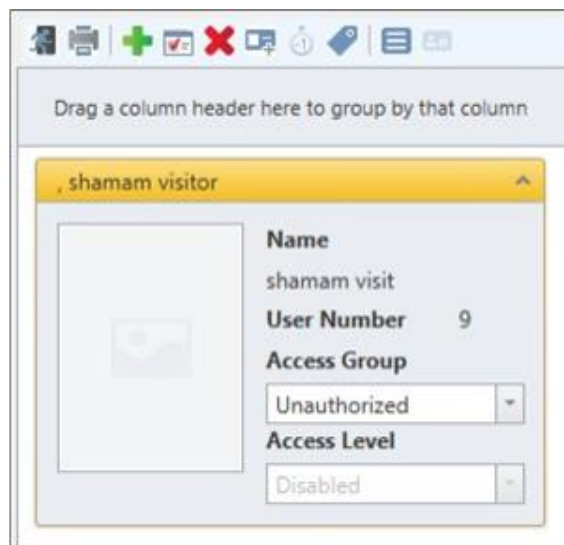 Drag a column header here to group by that column
, shamam visitor
Name
shamam visit
User Number 9
Access Group
Unauthorized
Access Level
Disabled